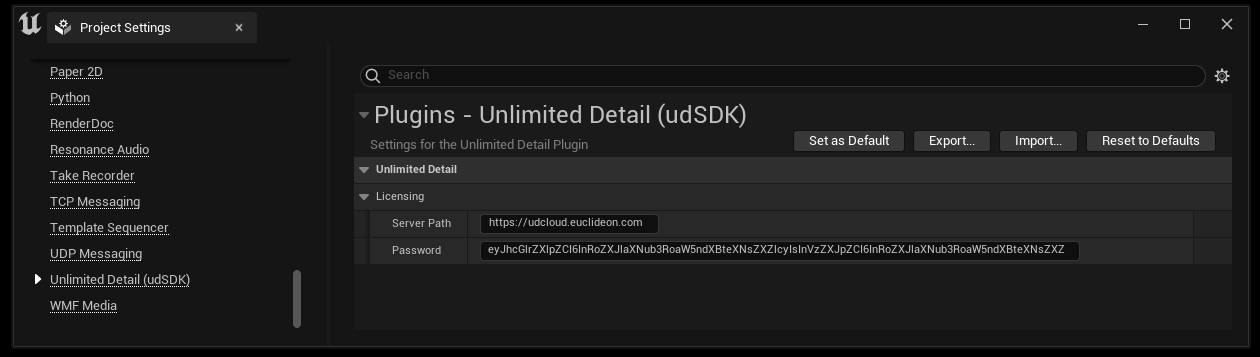 Project Settings
Paper 2D
Python
RenderDoc
Resonance Audio
Take Recorder
TCP Messaging
Template Sequencer
UDP Messaging
Unlimited Detail (udSDK)
WMF Media
Search
Plugins - Unlimited Detail (udSDK)
Settings for the Unlimited Detail Plugin
Set as Default
Export...
Import...
Reset to Defaults
Unlimited Detail
Licensing
Server Path
https://udcloud.euclideon.com
Password